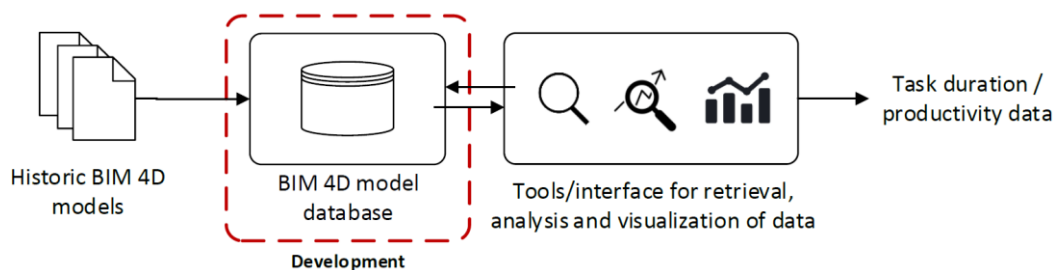 Historic BIM 4D
models
BIM 4D model
database
Development
Tools/interface for retrieval,
analysis and visualization of data
Task duration /
productivity data